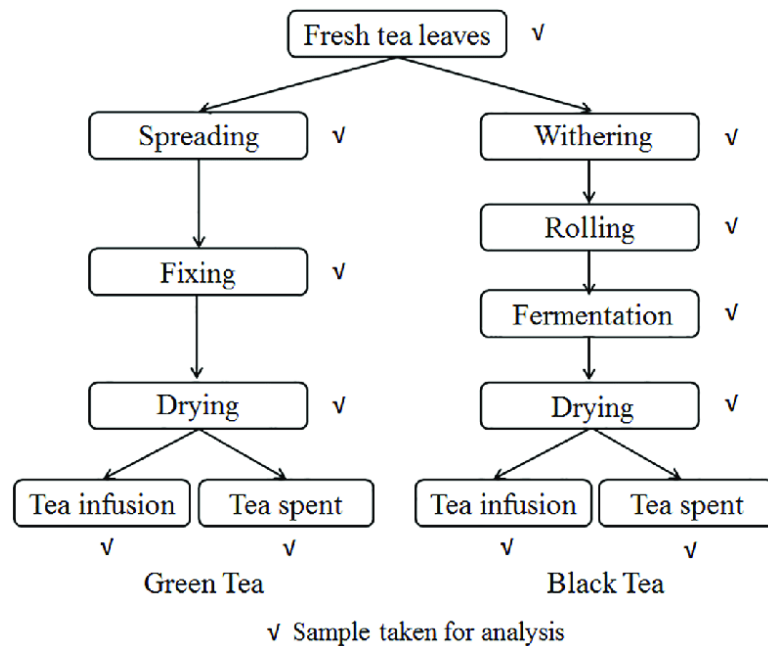 Fresh tea leaves √
Spreading √
Withering √
Rolling √
Fixing √
Fermentation √
Drying √
Drying √
Tea infusion
Tea spent
Tea infusion
Tea spent
√ √ √ √
Green Tea
Black Tea
√ Sample taken for analysis